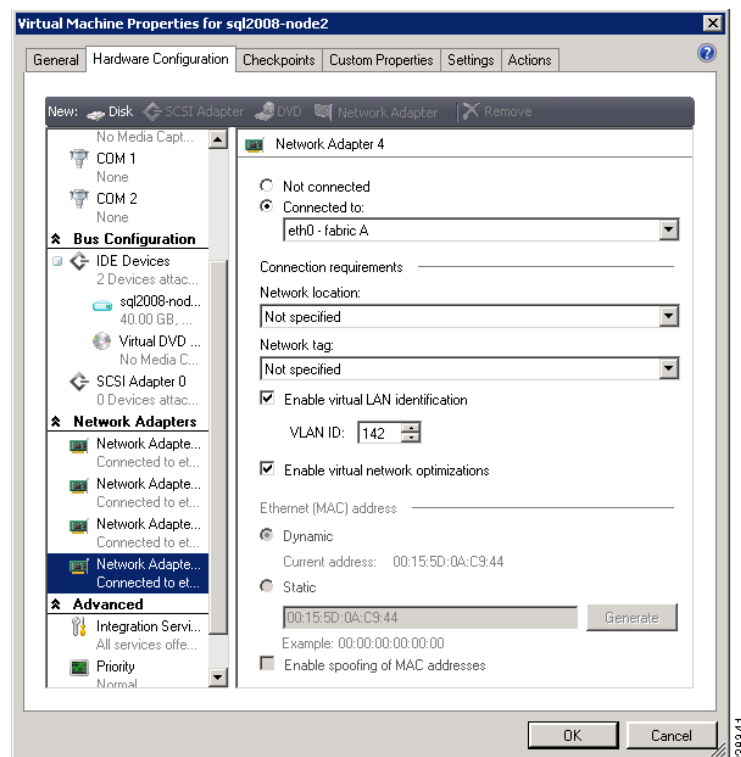 Virtual Machine Properties for sql2008-node2
General Hardware Configuration Checkpoints Custom Properties Settings Actions
New: Disk SCSI Adapter DVD Network Adapter Remove
No Media Capt...
COM 1
None
COM 2
None
Bus Configuration
IDE Devices
2 Devices attac...
sql2008-nod...
40.00 GB, ...
Virtual DVD ...
No Media C...
SCSI Adapter 0
0 Devices attac...
Network Adapters
Network Adapte...
Connected to et...
Network Adapte...
Connected to et...
Network Adapte...
Connected to et...
Network Adapte...
Connected to et...
Advanced
Integration Servi...
All services offe...
Priority
Normal
Network Adapter 4
Not connected
Connected to:
eth0 - fabric A
Connection requirements
Network location:
Not specified
Network tag:
Not specified
Enable virtual LAN identification
VLAN ID: 142
Enable virtual network optimizations
Ethernet (MAC) address
Dynamic
Current address: 00:15:5D:0A:C9:44
Static
00:15:5D:0A:C9:44 Generate
Example: 00:00:00:00:00:00
Enable spoofing of MAC addresses
OK Cancel